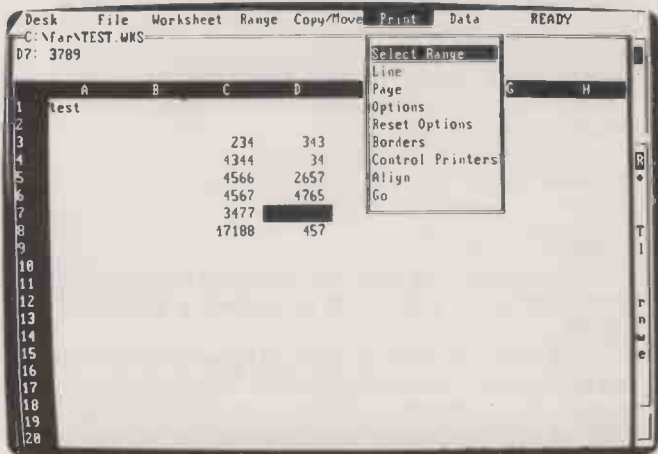 Desk File Worksheet Range Copy/Move Print Data READY
C:\far\TEST.WKS
D7: 3789
Select Range
Line
Page
Options
Reset Options
Borders
Control Printers
Align
Go
A B C D G H
1 test
2
3 234 343
4 4344 34
5 4566 2657
6 4567 4765
7 3477
8 17188 457
9
10
11
12
13
14
15
16
17
18
19
20
R
T
l
r
n
w
e